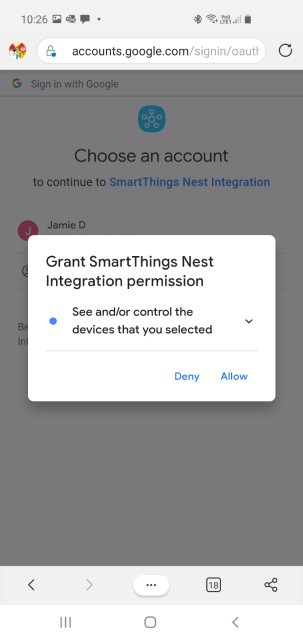 10:26
accounts.google.com/signin/oaut
G Sign in with Google
Choose an account
to continue to SmartThings Nest Integration
J Jamie D
Grant SmartThings Nest
Integration permission
See and/or control the
devices that you selected
Be
Deny Allow
18